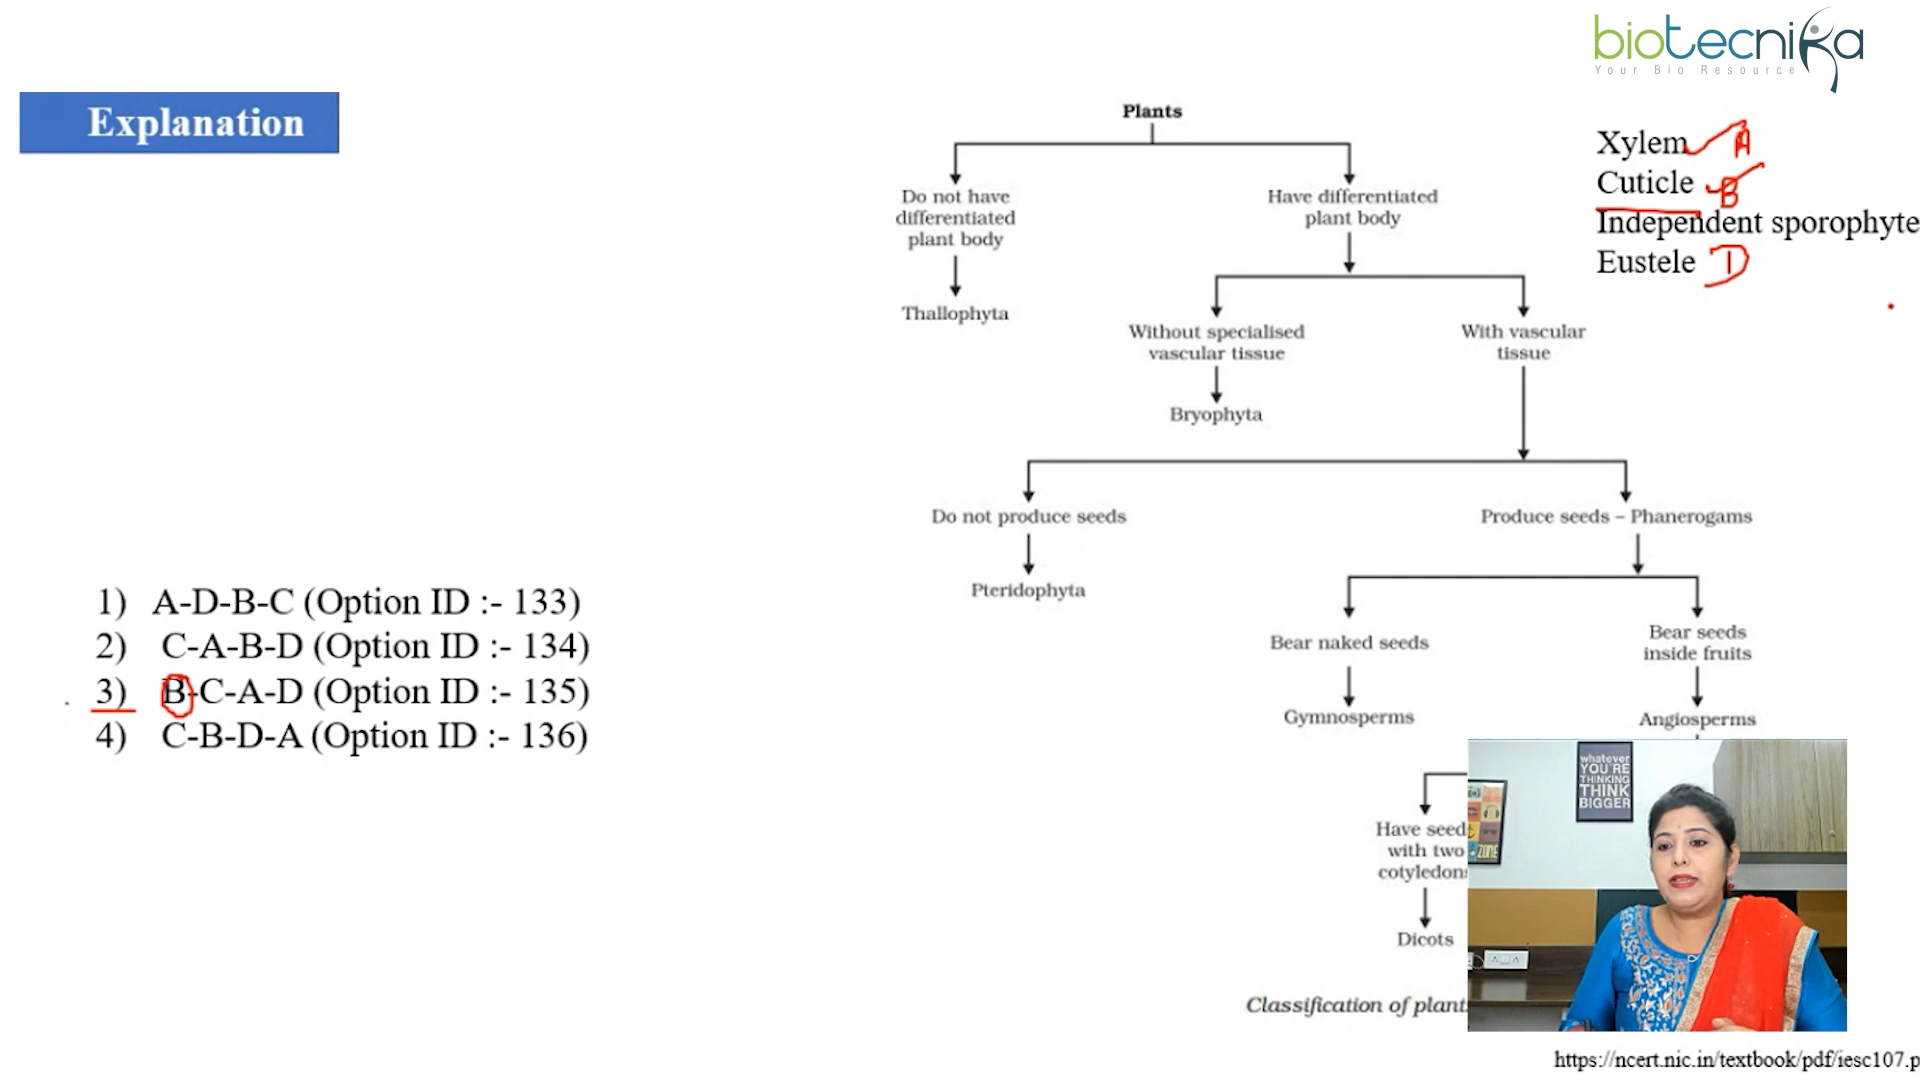 biotecnika
Your Bio Resource
Explanation
Plants
Xylem A
Cuticle B
Independent sporophyte
Eustele D
Do not have
differentiated
plant body
Have differentiated
plant body
Thallophyta
Without specialised
vascular tissue
With vascular
tissue
Bryophyta
Do not produce seeds
Produce seeds – Phanerogams
Pteridophyta
Bear naked seeds
Bear seeds
inside fruits
Gymnosperms
Angiosperms
1) A-D-B-C (Option ID :- 133)
2) C-A-B-D (Option ID :- 134)
3) B-C-A-D (Option ID :- 135)
4) C-B-D-A (Option ID :- 136)
Have seed
with two
cotyledons
Dicots
whatever
YOU'RE
THINKING
THINK
BIGGER
ZONE
Classification of plant
https://ncert.nic.in/textbook/pdf/iesc107.p